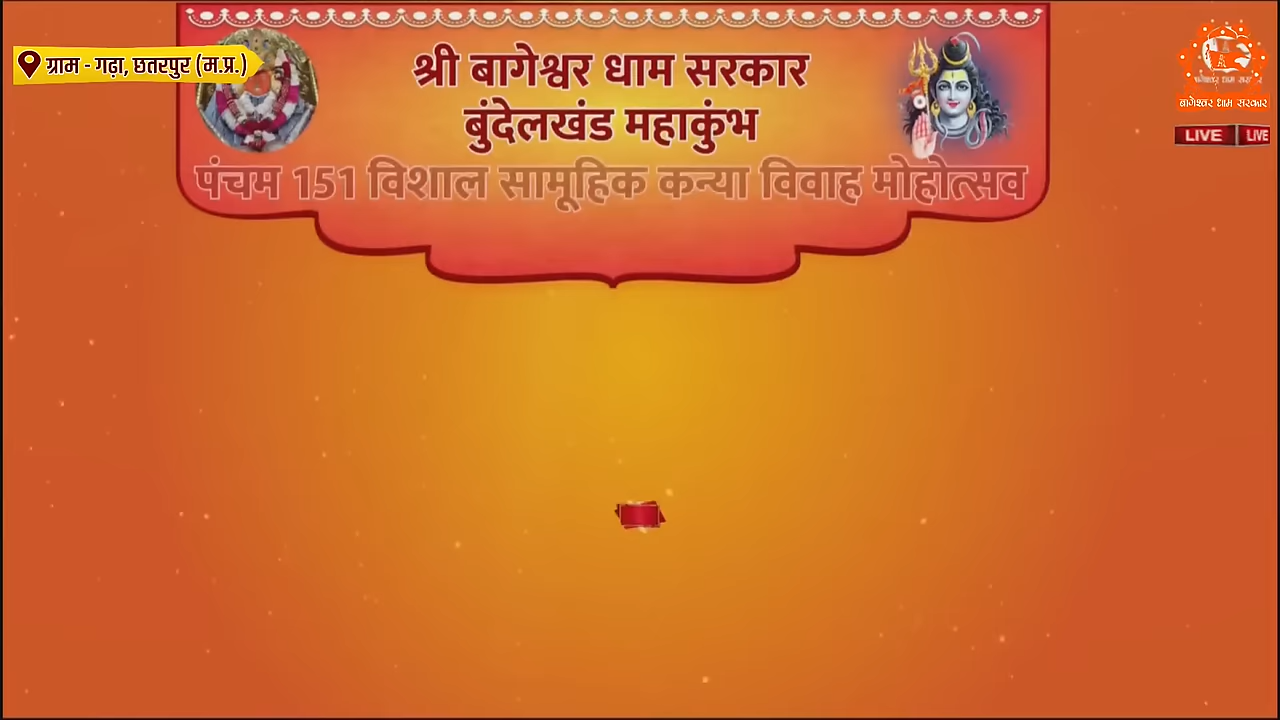 ग्राम - गढ़ा, छतरपुर (म.प्र.)
श्री बागेश्वर धाम सरकार
बुंदेलखंड महाकुंभ
पंचम 151 विशाल सामूहिक कन्या विवाह मोहोत्सव
बागेश्वर धाम सरकार
LIVE LIVE